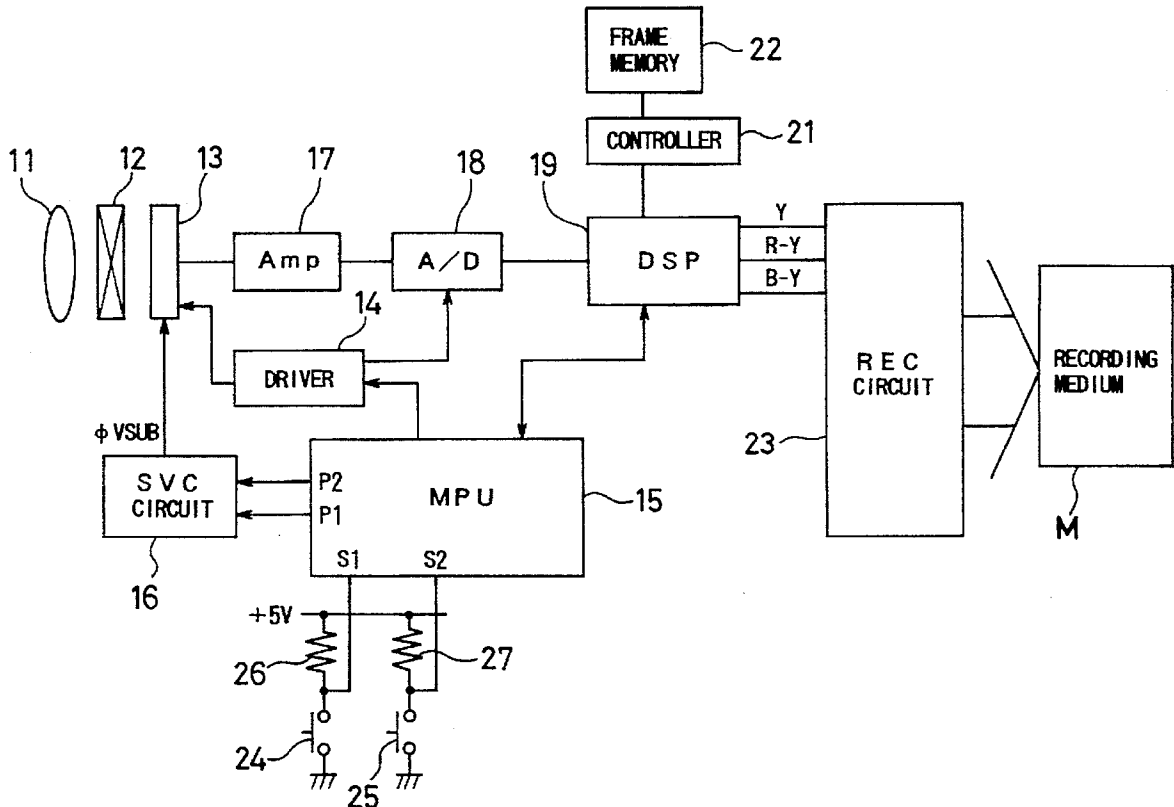 FRAME
MEMORY
22
CONTROLLER
21
11
12
13
17
18
19
Amp
A/D
DSP
Y
R-Y
B-Y
14
DRIVER
REC
CIRCUIT
23
RECORDING
MEDIUM
M
φVSUB
SVC
CIRCUIT
16
P2
P1
MPU
15
S1
S2
+5V
26
27
24
25